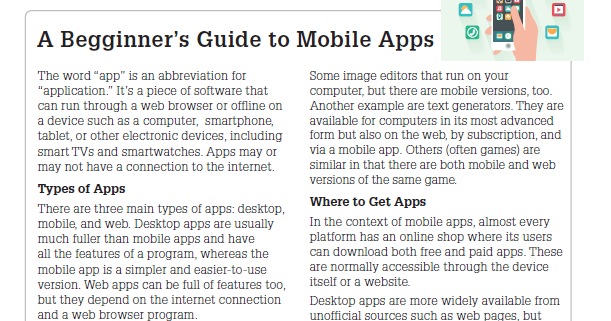 A Begginner’s Guide to Mobile Apps
The word “app” is an abbreviation for
“application.” It’s a piece of software that
can run through a web browser or offline on
a device such as a computer, smartphone,
tablet, or other electronic devices, including
smart TVs and smartwatches. Apps may or
may not have a connection to the internet.
Types of Apps
There are three main types of apps: desktop,
mobile, and web. Desktop apps are usually
much fuller than mobile apps and have
all the features of a program, whereas the
mobile app is a simpler and easier-to-use
version. Web apps can be full of features too,
but they depend on the internet connection
and a web browser program.
Some image editors that run on your
computer, but there are mobile versions, too.
Another example are text generators. They are
available for computers in its most advanced
form but also on the web, by subscription, and
via a mobile app. Others (often games) are
similar in that there are both mobile and web
versions of the same game.
Where to Get Apps
In the context of mobile apps, almost every
platform has an online shop where its users
can download both free and paid apps. These
are normally accessible through the device
itself or a website.
Desktop apps are more widely available from
unofficial sources such as web pages, but